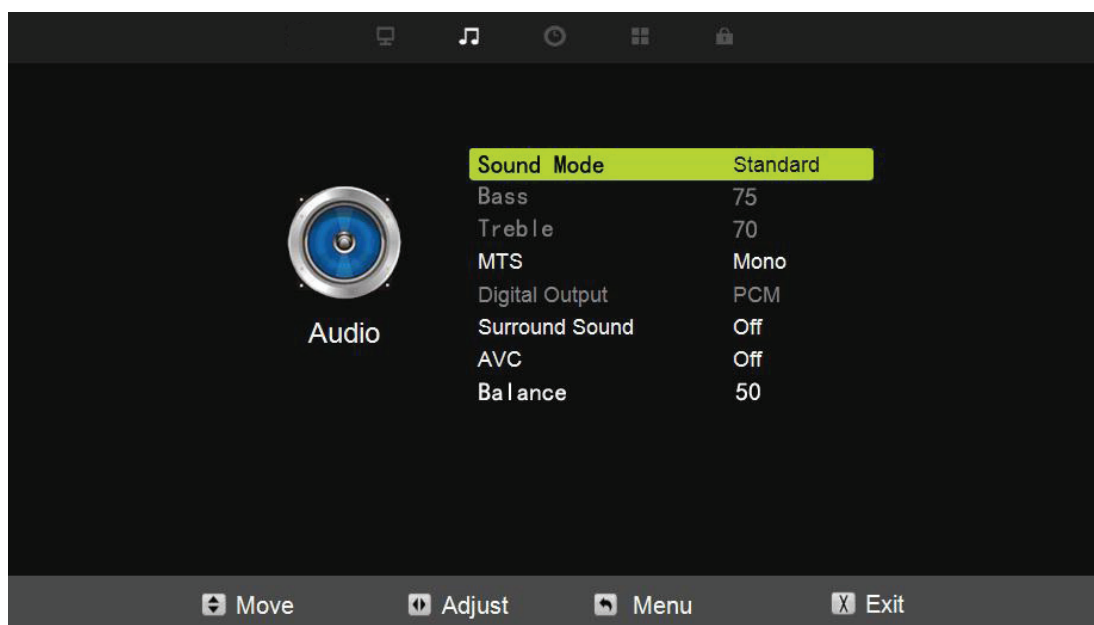 Sound Mode Standard
Bass 75
Treble 70
MTS Mono
Digital Output PCM
Surround Sound Off
AVC Off
Balance 50
Audio
Move Adjust Menu X Exit